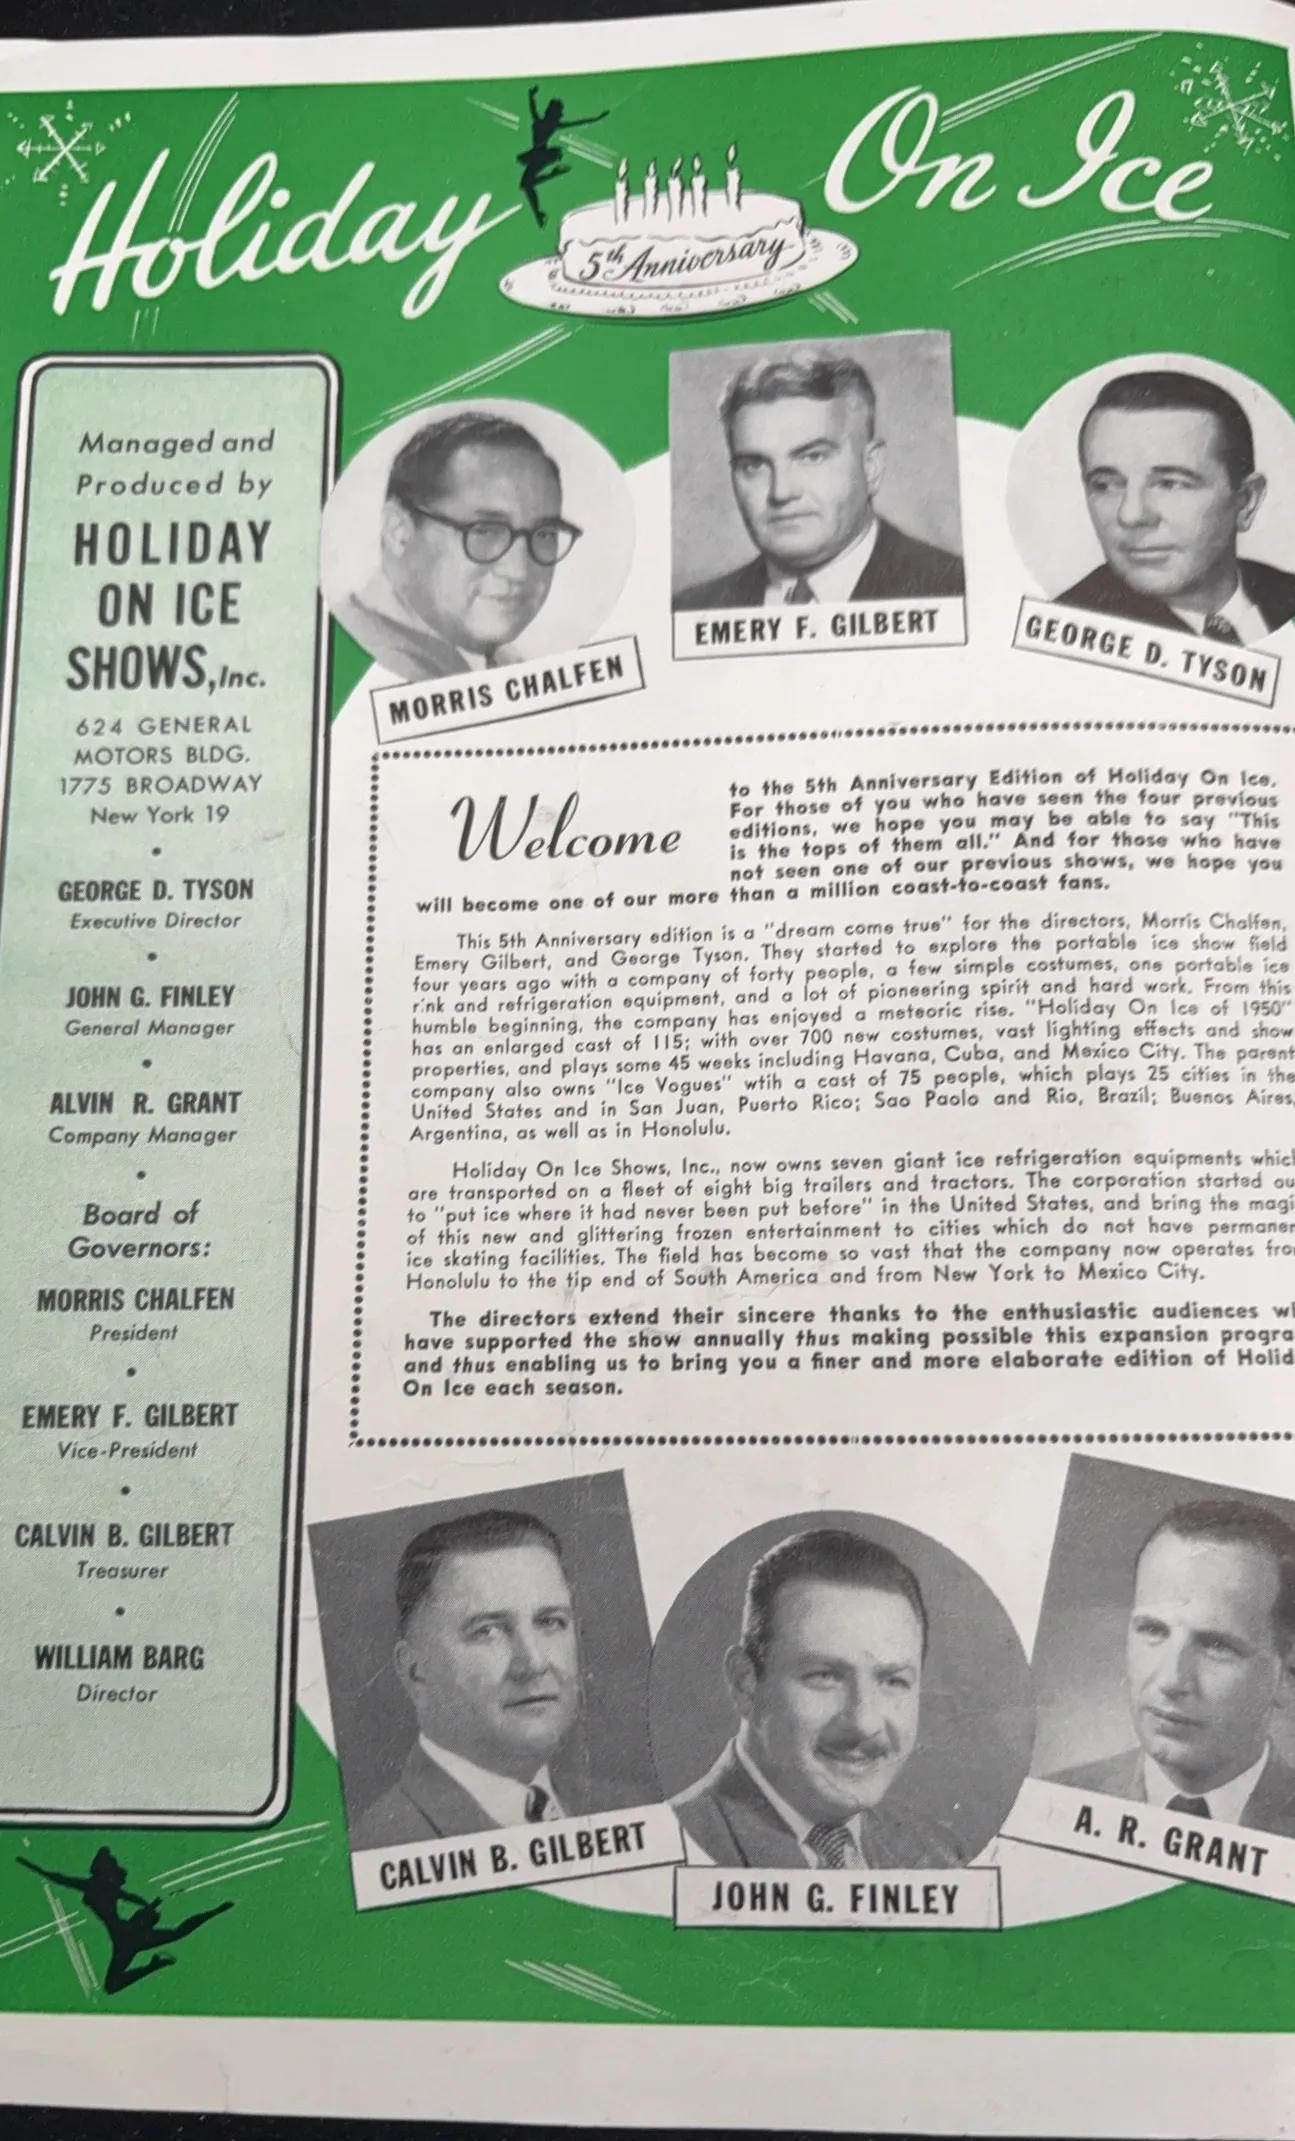 Holiday On Ice
5th Anniversary
Managed and
Produced by
HOLIDAY
ON ICE
SHOWS, Inc.
624 GENERAL
MOTORS BLDG.
1775 BROADWAY
New York 19
GEORGE D. TYSON
Executive Director
JOHN G. FINLEY
General Manager
ALVIN R. GRANT
Company Manager
Board of
Governors:
MORRIS CHALFEN
President
EMERY F. GILBERT
Vice-President
CALVIN B. GILBERT
Treasurer
WILLIAM BARG
Director
MORRIS CHALFEN
EMERY F. GILBERT
GEORGE D. TYSON
Welcome
to the 5th Anniversary Edition of Holiday On Ice.
For those of you who have seen the four previous
editions, we hope you may be able to say "This
is the tops of them all." And for those who have
not seen one of our previous shows, we hope you
will become one of our more than a million coast-to-coast fans.
This 5th Anniversary edition is a "dream come true" for the directors, Morris Chalfen,
Emery Gilbert, and George Tyson. They started to explore the portable ice show field
four years ago with a company of forty people, a few simple costumes, one portable ice
rink and refrigeration equipment, and a lot of pioneering spirit and hard work. From this
humble beginning, the company has enjoyed a meteoric rise. "Holiday On Ice of 1950"
has an enlarged cast of 115; with over 700 new costumes, vast lighting effects and show
properties, and plays some 45 weeks including Havana, Cuba, and Mexico City. The parent
company also owns "Ice Vogues" wtih a cast of 75 people, which plays 25 cities in the
United States and in San Juan, Puerto Rico; Sao Paolo and Rio, Brazil; Buenos Aires,
Argentina, as well as in Honolulu.
Holiday On Ice Shows, Inc., now owns seven giant ice refrigeration equipments which
are transported on a fleet of eight big trailers and tractors. The corporation started ou
to "put ice where it had never been put before" in the United States, and bring the magi
of this new and glittering frozen entertainment to cities which do not have permanen
ice skating facilities. The field has become so vast that the company now operates fro
Honolulu to the tip end of South America and from New York to Mexico City.
The directors extend their sincere thanks to the enthusiastic audiences wh
have supported the show annually thus making possible this expansion progra
and thus enabling us to bring you a finer and more elaborate edition of Holid
On Ice each season.
CALVIN B. GILBERT
JOHN G. FINLEY
A. R. GRANT